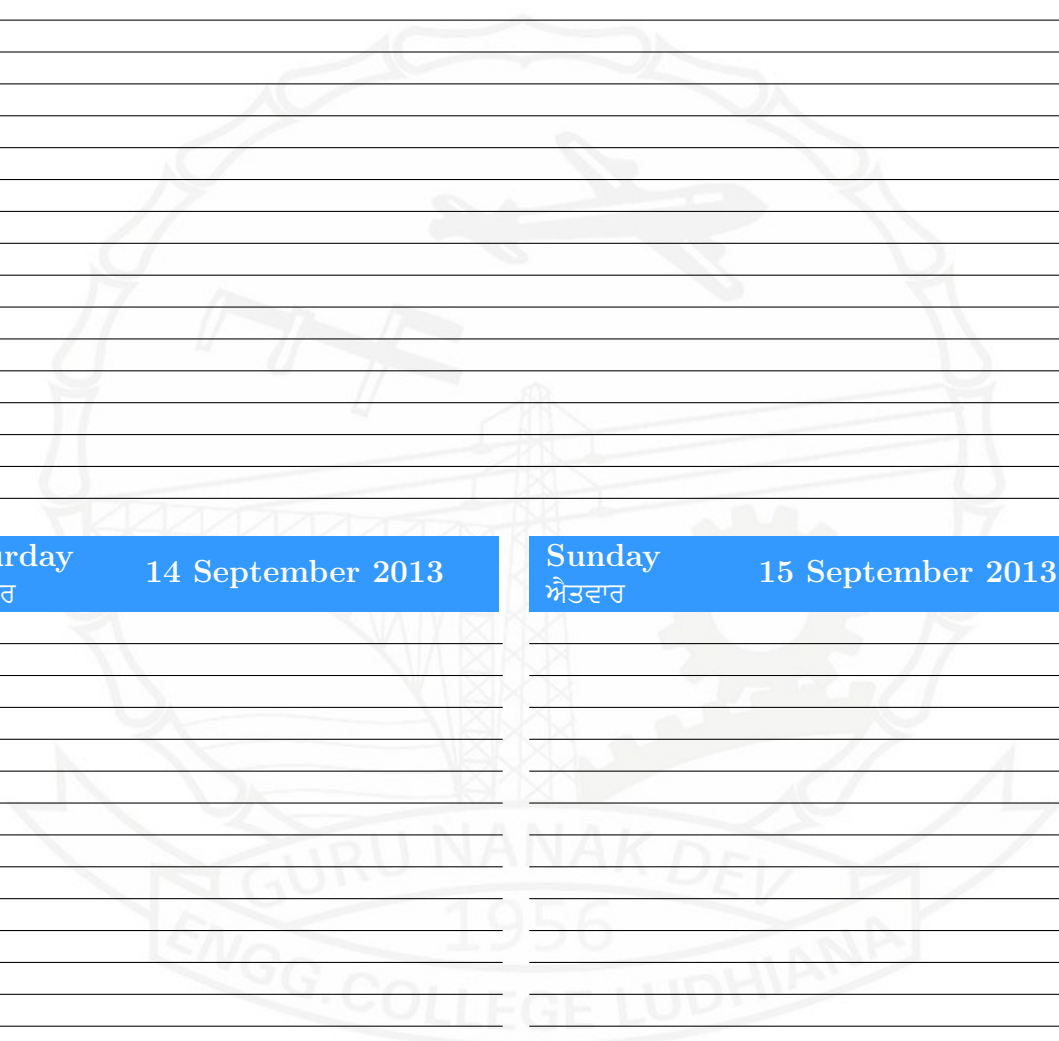 urday
ਰ
14 September 2013
Sunday
ਐਤਵਾਰ
15 September 2013
GURU NANAK DEV
1956
ENGG.COLLEGE LUDHIANA